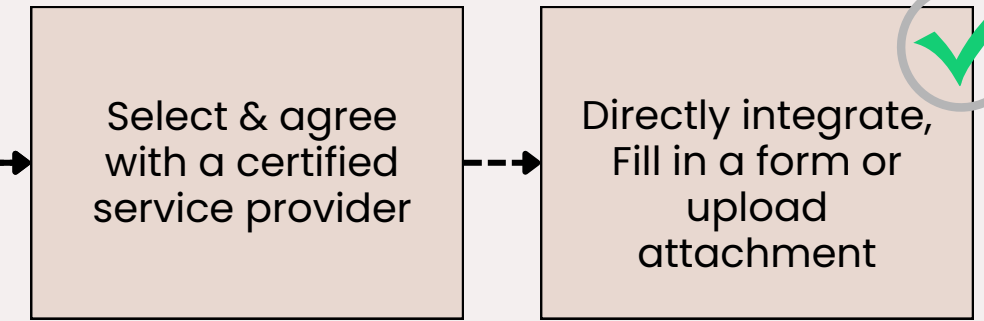 Select & agree
with a certified
service provider
Directly integrate,
Fill in a form or
upload
attachment